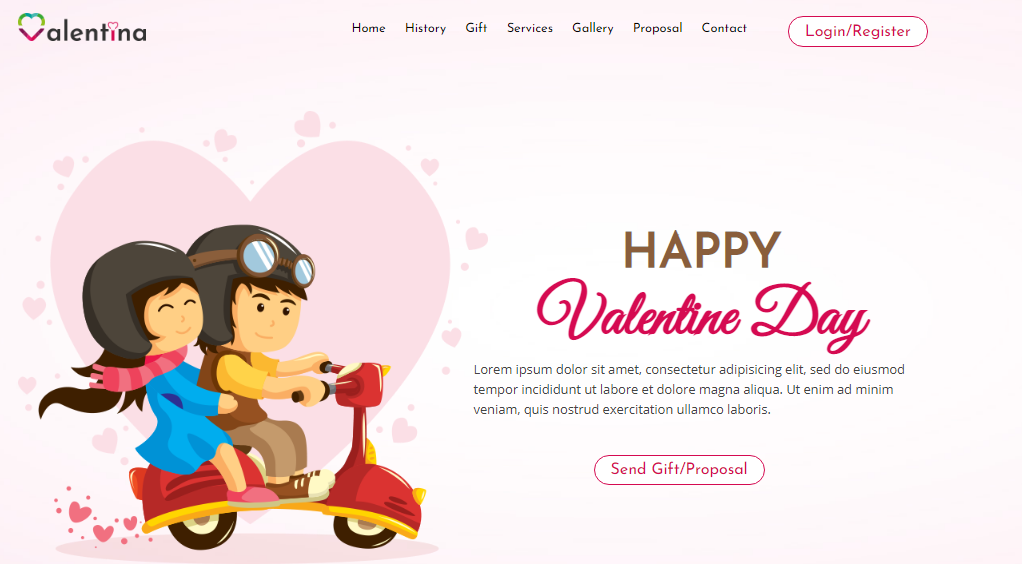 Valentina
Home History Gift Services Gallery Proposal Contact
Login/Register
HAPPY
Valentine Day
Lorem ipsum dolor sit amet, consectetur adipisicing elit, sed do eiusmod
tempor incididunt ut labore et dolore magna aliqua. Ut enim ad minim
veniam, quis nostrud exercitation ullamco laboris.
Send Gift/Proposal